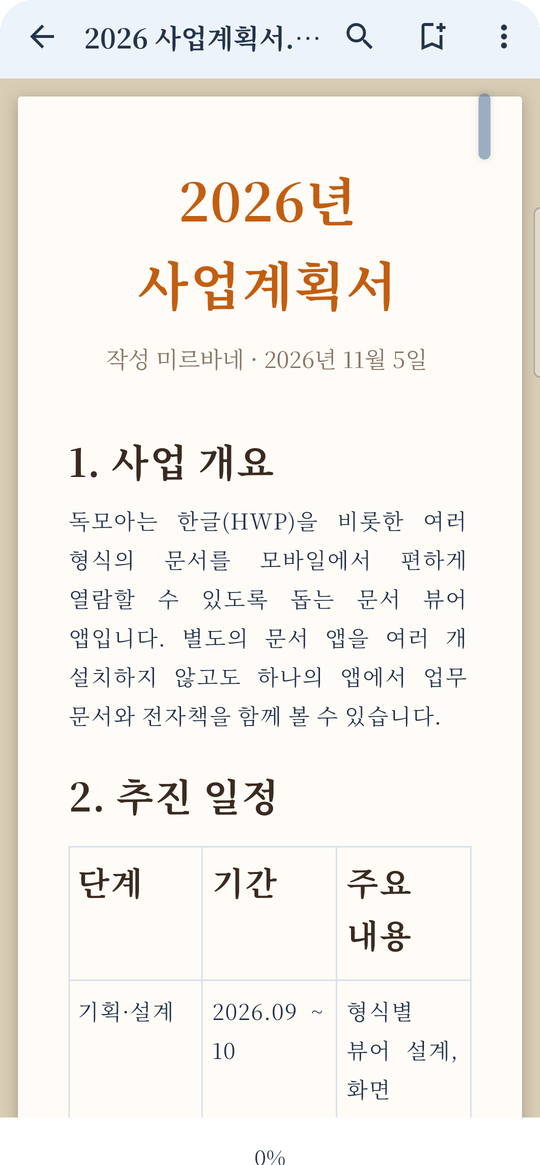 2026 사업계획서.…
2026년
사업계획서
작성 미르바네 · 2026년 11월 5일
1. 사업 개요
독모아는 한글(HWP)을 비롯한 여러
형식의 문서를 모바일에서 편하게
열람할 수 있도록 돕는 문서 뷰어
앱입니다. 별도의 문서 앱을 여러 개
설치하지 않고도 하나의 앱에서 업무
문서와 전자책을 함께 볼 수 있습니다.
2. 추진 일정
단계
기간
주요
내용
기획·설계
2026.09 ~
10
형식별
뷰어 설계,
화면
0%